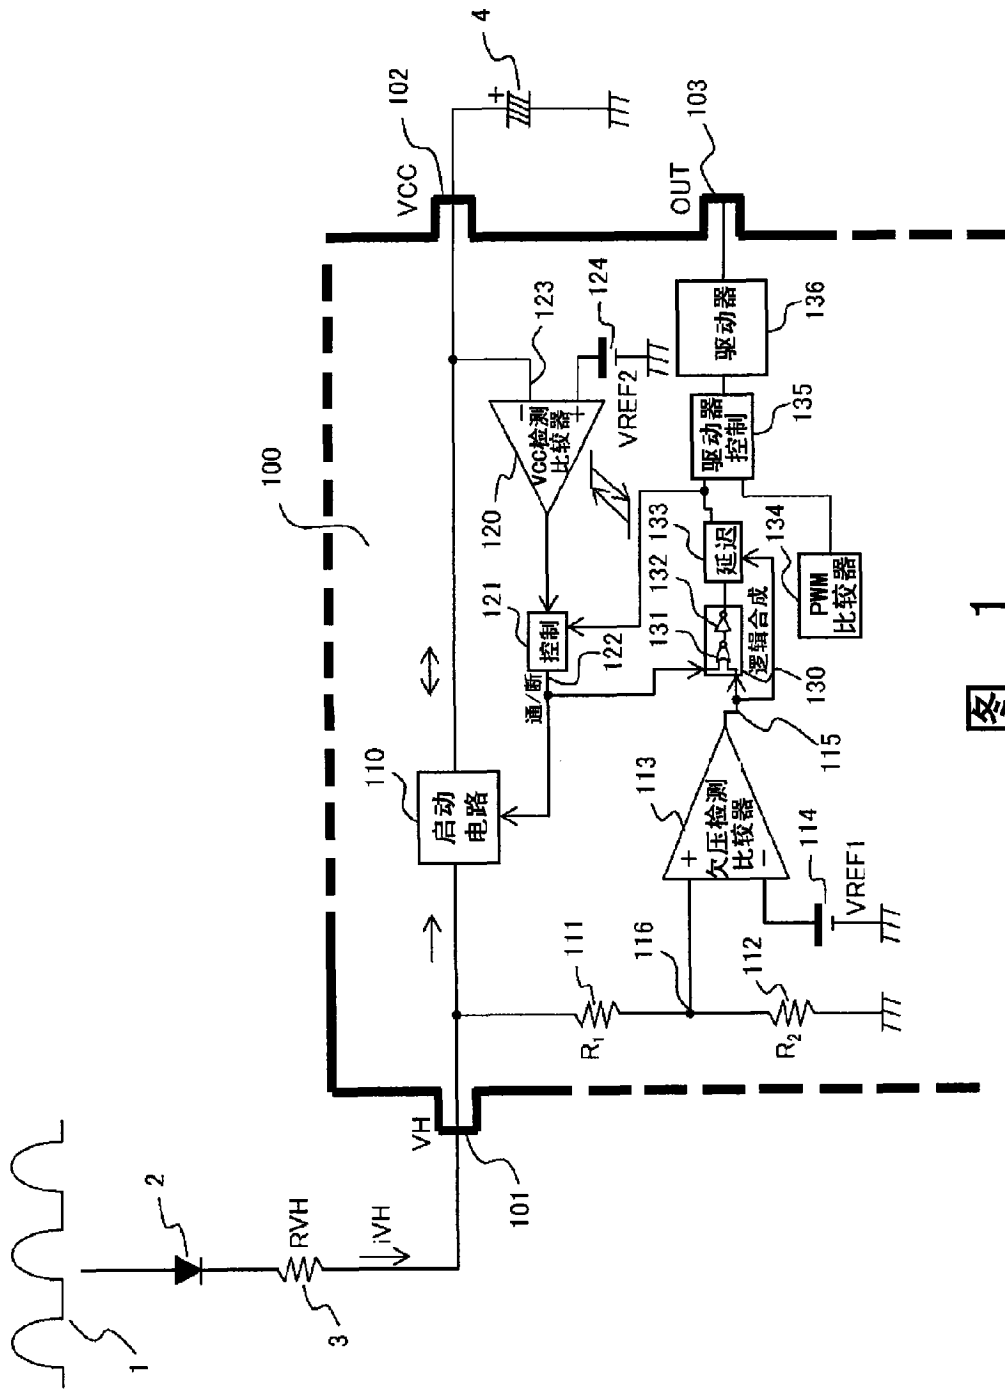 1
2
RVH
3
iVH
VH
101
100
VCC
102
4
启动
电路
110
VCC检测
比较器
120
123
124
VREF2
控制
121
通/断
122
R1
111
116
R2
112
欠压检测
比较器
113
114
VREF1
115
逻辑合成
130
131
132
延迟
133
PWM
比较器
134
驱动器
控制
135
驱动器
136
OUT
103
+
−
+
−
+
图 1